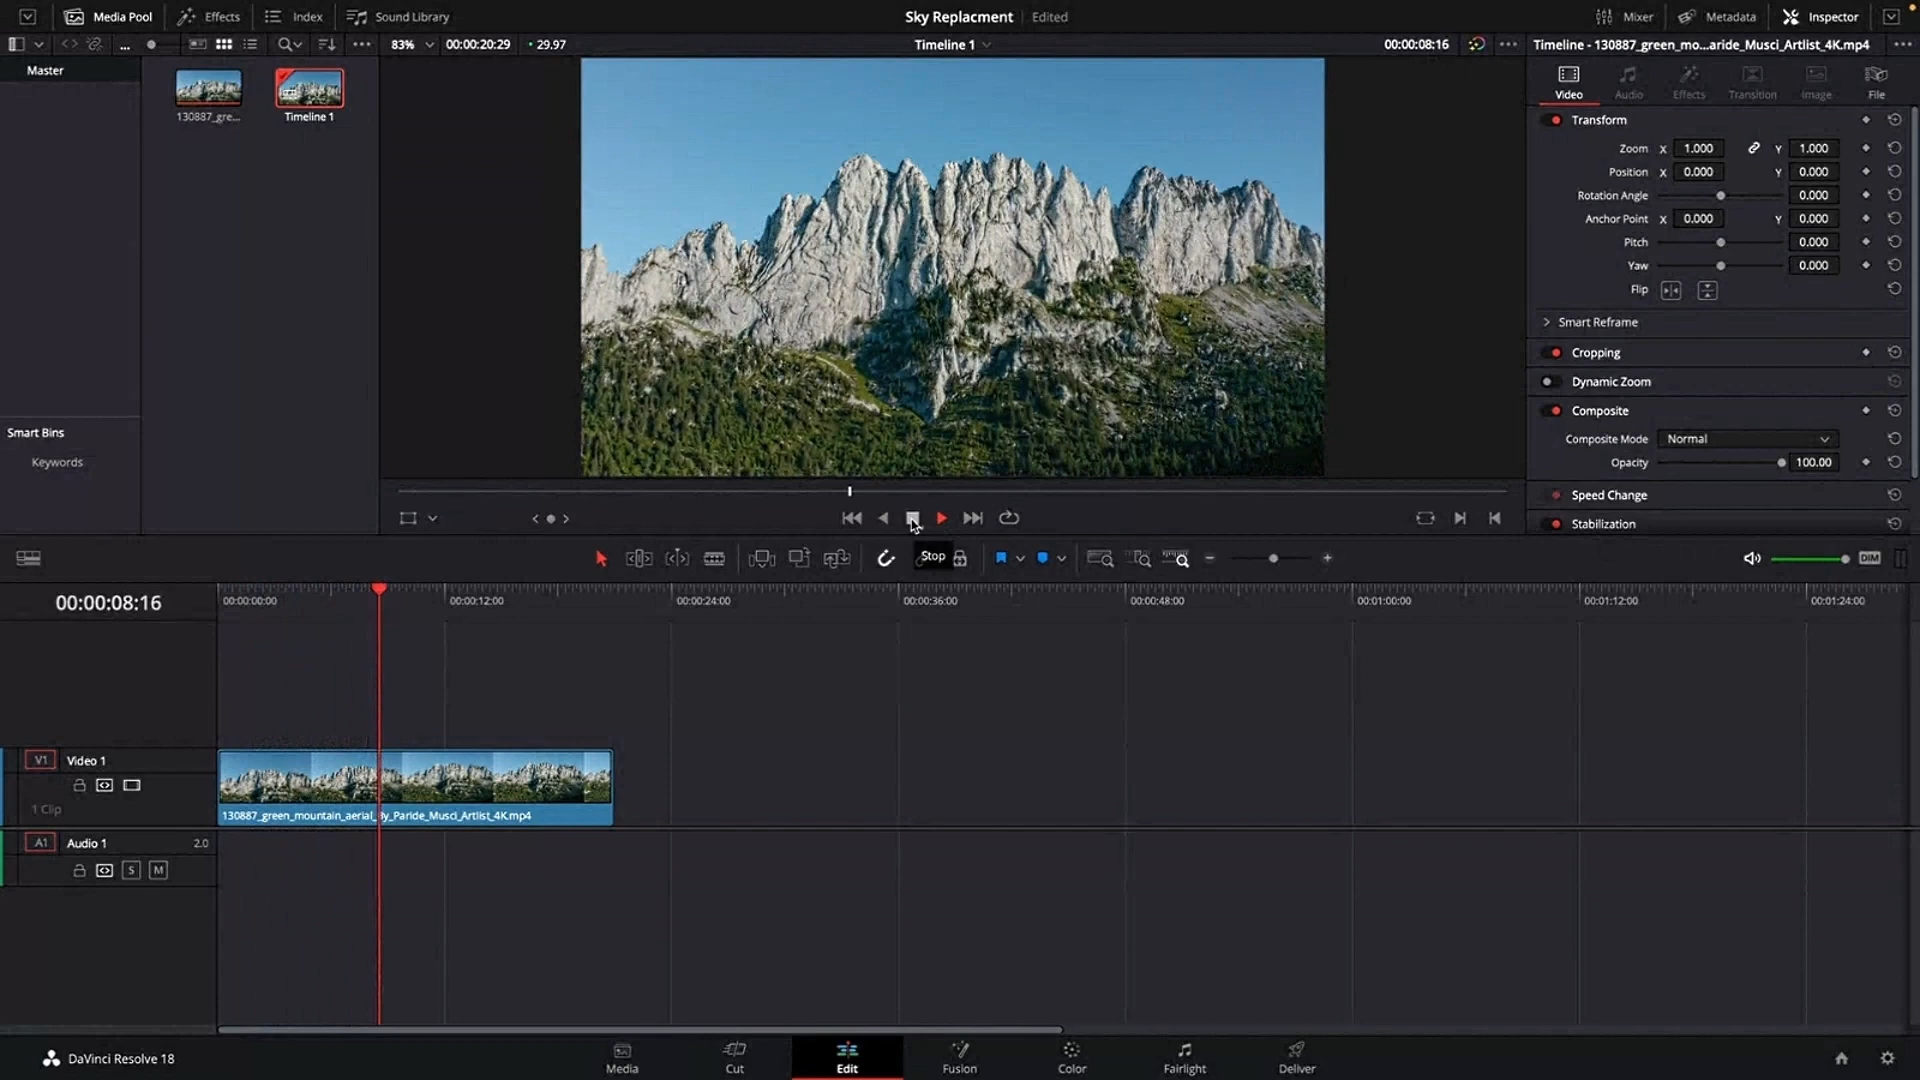 Media Pool Effects Index Sound Library Sky Replacment Edited Mixer Metadata Inspector
83% 00:00:20:29 29.97 Timeline 1 00:00:08:16 Timeline - 130887_green_mo...aride_Musci_Artlist_4K.mp4
Master
130887_gre... Timeline 1
Video Audio Effects Transition Image File
Transform
Zoom X 1.000 Y 1.000
Position X 0.000 Y 0.000
Rotation Angle 0.000
Anchor Point X 0.000 Y 0.000
Pitch 0.000
Yaw 0.000
Flip
Smart Reframe
Cropping
Dynamic Zoom
Composite
Composite Mode Normal
Opacity 100.00
Speed Change
Stabilization
Smart Bins
Keywords
Stop
DIM
00:00:08:16
00:00:00:00 00:00:12:00 00:00:24:00 00:00:36:00 00:00:48:00 00:01:00:00 00:01:12:00 00:01:24:00
V1 Video 1
1 Clip
130887_green_mountain_aerial_By_Paride_Musci_Artlist_4K.mp4
A1 Audio 1 2.0
S M
DaVinci Resolve 18
Media Cut Edit Fusion Color Fairlight Deliver